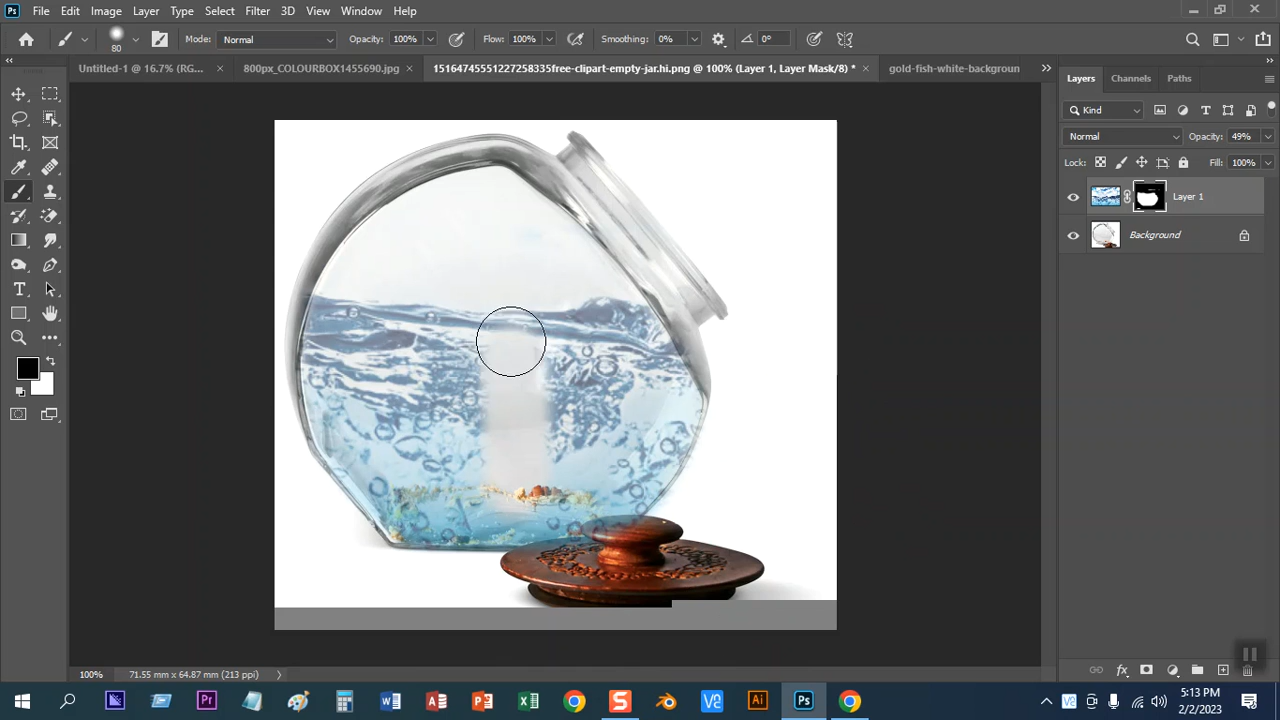 Ps File Edit Image Layer Type Select Filter 3D View Window Help
80 Mode: Normal Opacity: 100% Flow: 100% Smoothing: 0% 0°
Untitled-1 @ 16.7% (RG... × 800px_COLOURBOX1455690.jpg × 15164745551227258335free-clipart-empty-jar.hi.png @ 100% (Layer 1, Layer Mask/8) * × gold-fish-white-backgroun
Layers Channels Paths
Kind
Normal Opacity: 49%
Lock: Fill: 100%
Layer 1
Background
100% 71.55 mm x 64.87 mm (213 ppi)
Pr Ai Ps
5:13 PM
2/2/2023